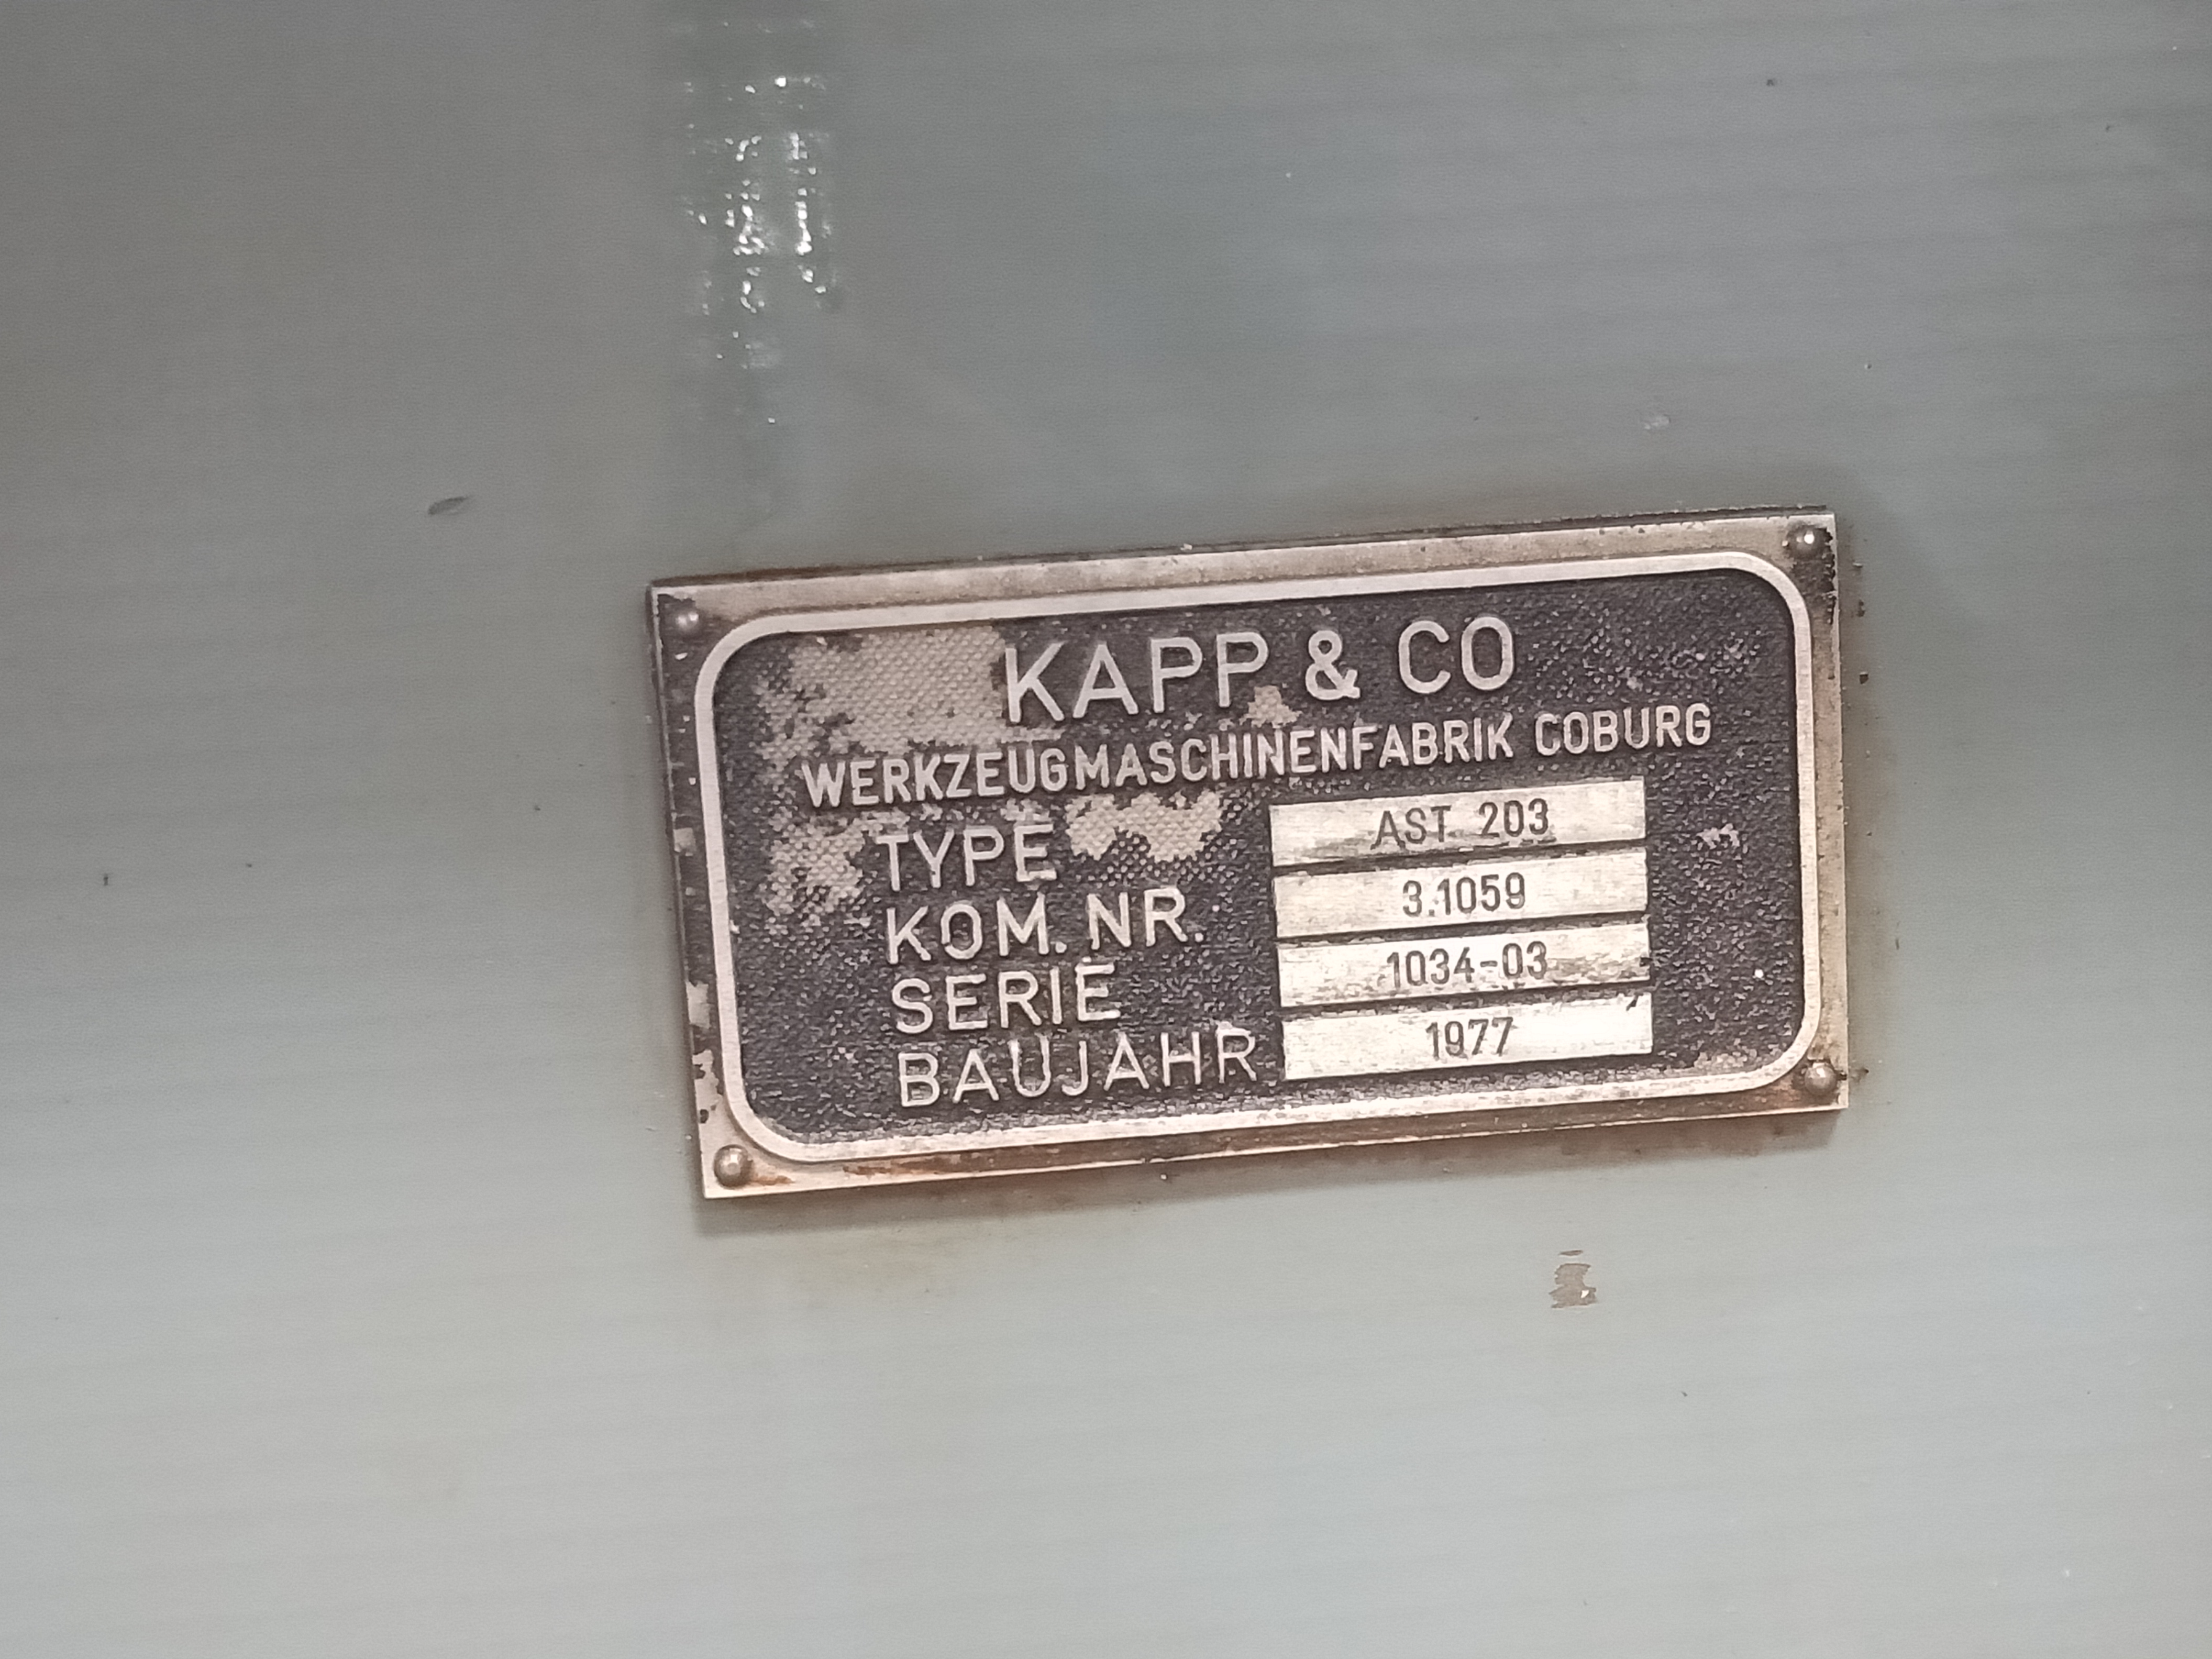 KAPP & CO
WERKZEUGMASCHINENFABRIK COBURG
TYPE AST 203
KOM. NR. 3.1059
SERIE 1034-03
BAUJAHR 1977